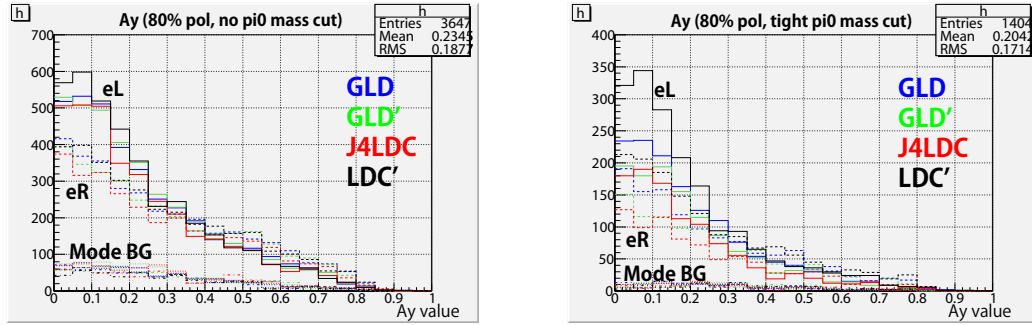 h
Ay (80% pol, no pi0 mass cut)
h
Entries 3647
Mean 0.2345
RMS 0.1877
700
600
500
400
300
200
100
0
0
0.1
0.2
0.3
0.4
0.5
0.6
0.7
0.8
0.9
1
eL
eR
Mode BG
GLD
GLD’
J4LDC
LDC’
Ay value
h
Ay (80% pol, tight pi0 mass cut)
h
Entries 1404
Mean 0.2042
RMS 0.1714
400
350
300
250
200
150
100
50
0
0
0.1
0.2
0.3
0.4
0.5
0.6
0.7
0.8
0.9
1
eL
eR
Mode BG
GLD
GLD’
J4LDC
LDC’
Ay value